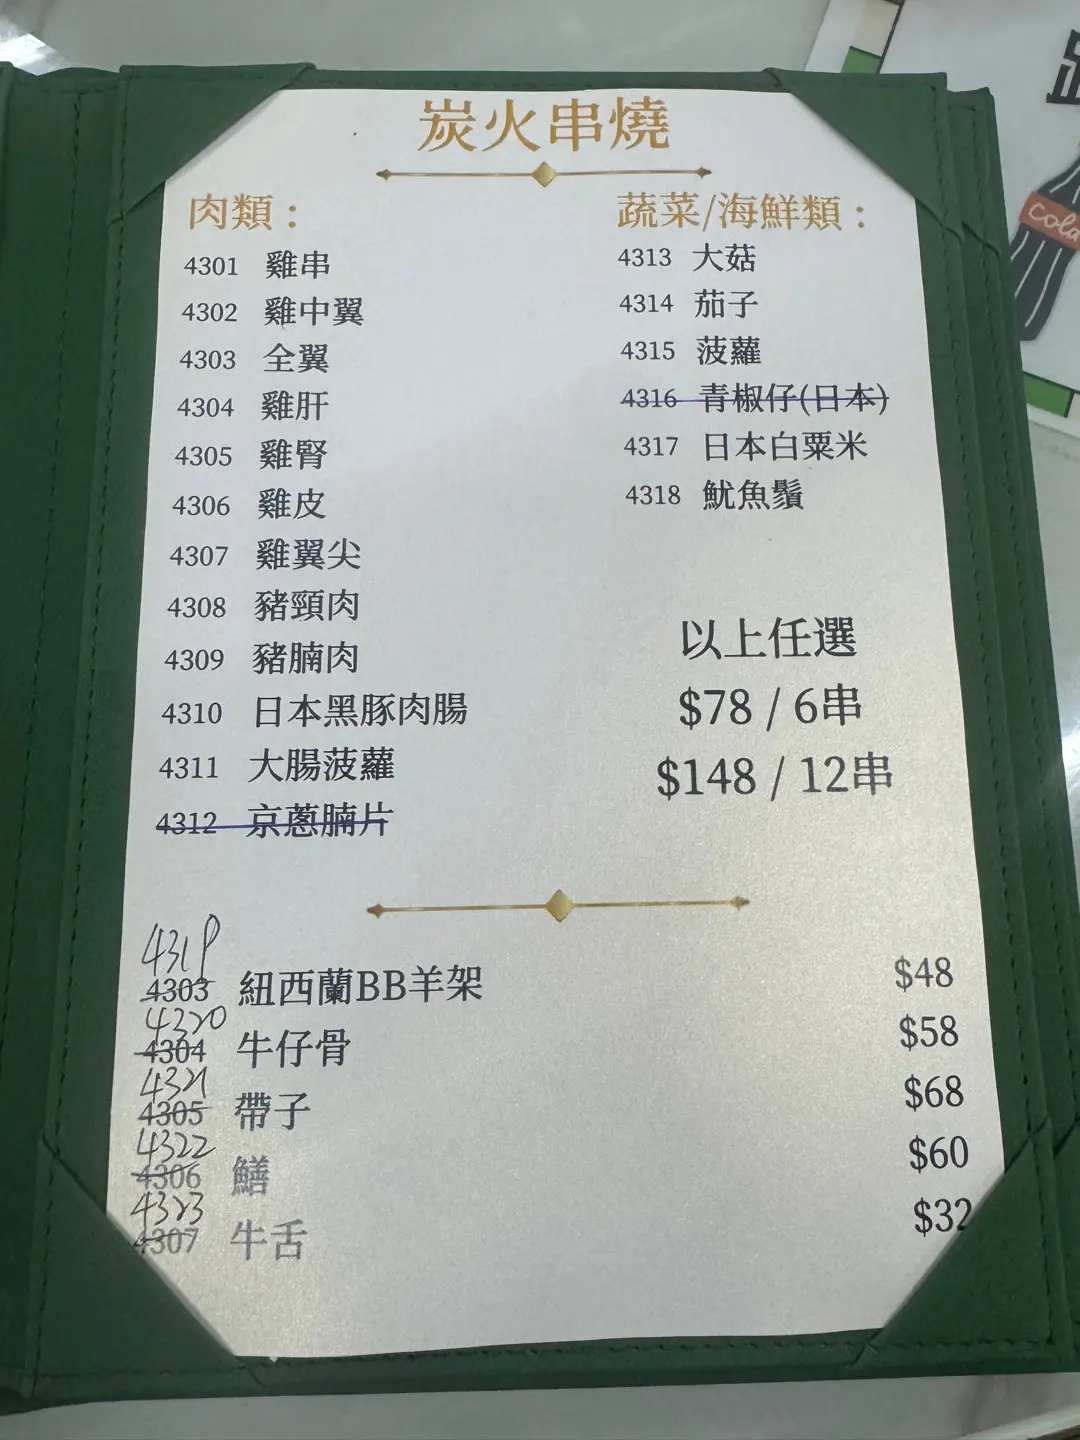 炭火串燒
肉類：
4301 雞串
4302 雞中翼
4303 全翼
4304 雞肝
4305 雞腎
4306 雞皮
4307 雞翼尖
4308 豬頸肉
4309 豬腩肉
4310 日本黑豚肉腸
4311 大腸菠蘿
4312 京蔥腩片
蔬菜/海鮮類：
4313 大菇
4314 茄子
4315 菠蘿
4316 青椒仔(日本)
4317 日本白粟米
4318 魷魚鬚
以上任選
$78 / 6串
$148 / 12串
4319
4303 紐西蘭BB羊架 $48
4320
4304 牛仔骨 $58
4321
4305 帶子 $68
4322
4306 鱔 $60
4323
4307 牛舌 $32
Cola